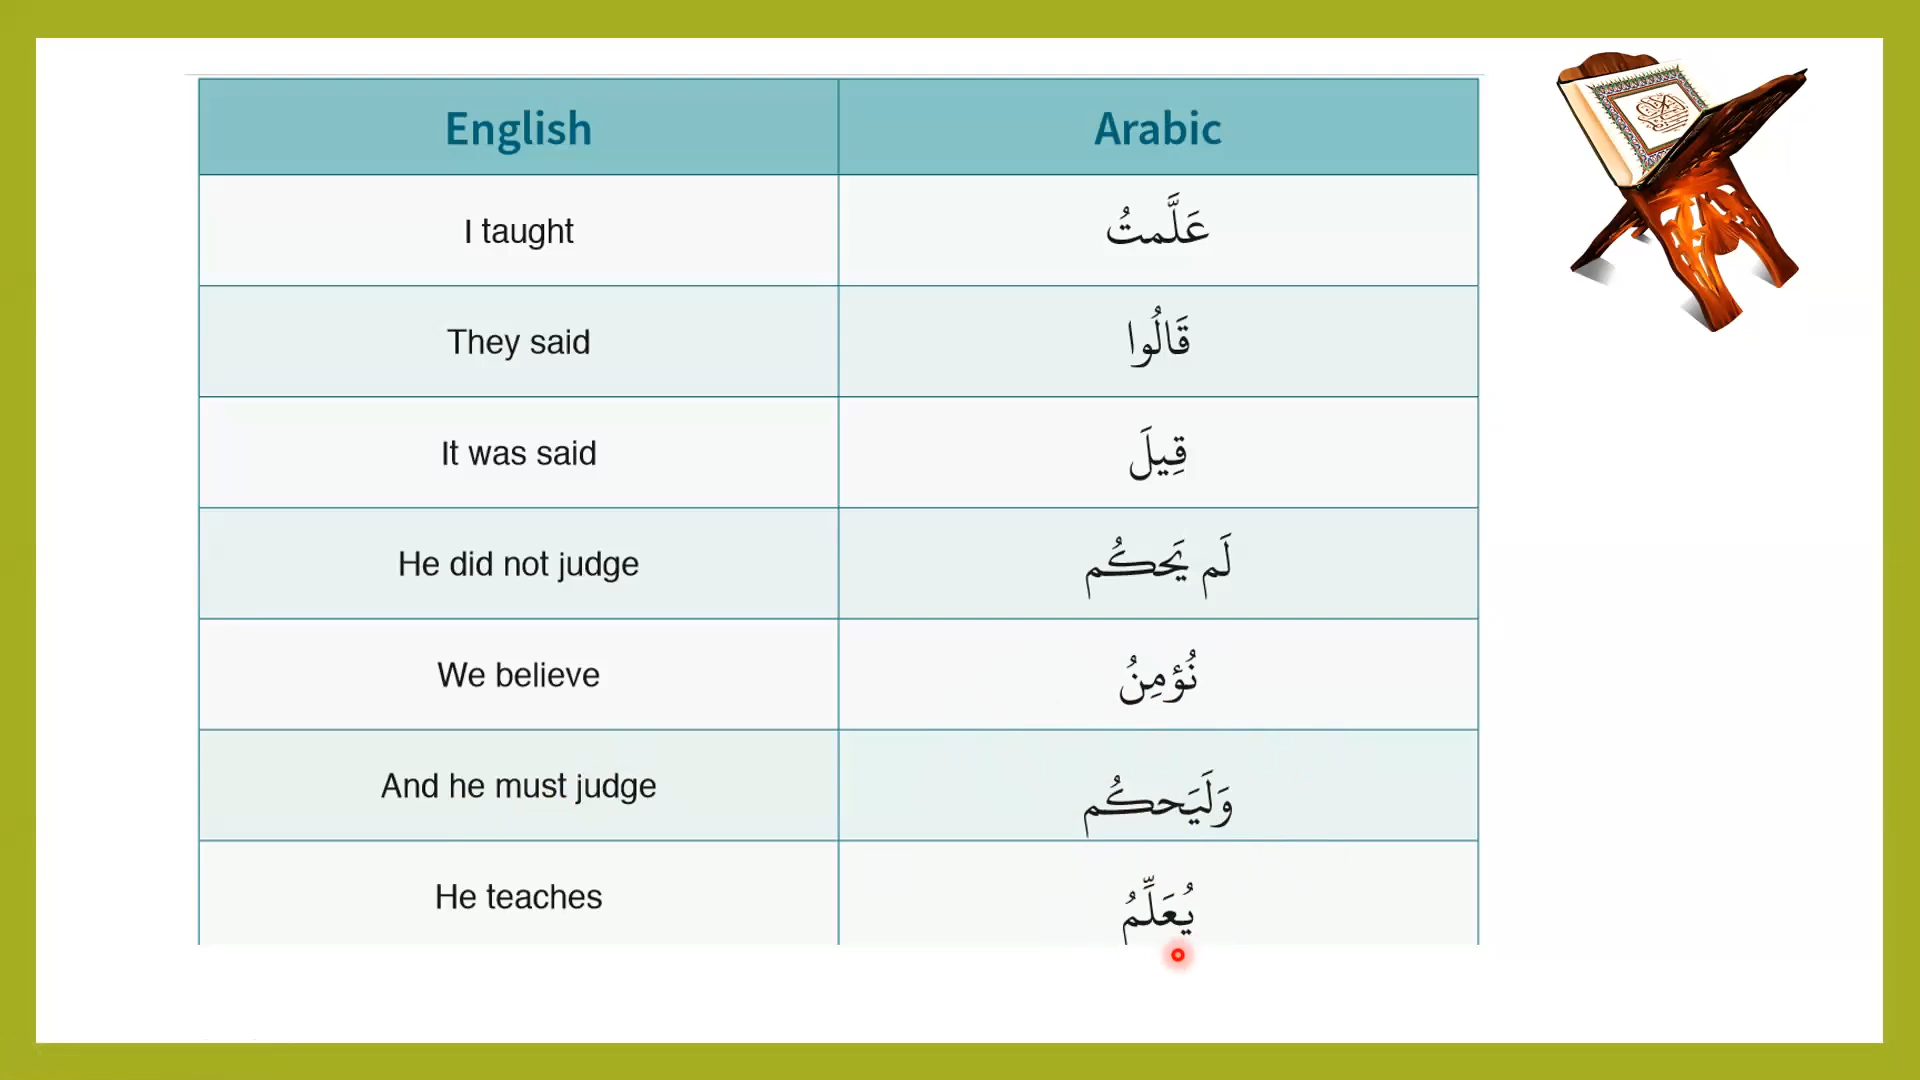 English Arabic
I taught عَلَّمتُ
They said قَالُوا
It was said قِيلَ
He did not judge لَم يَحكُم
We believe نُؤمِنُ
And he must judge وَلَيَحكُم
He teaches يُعَلِّمُ